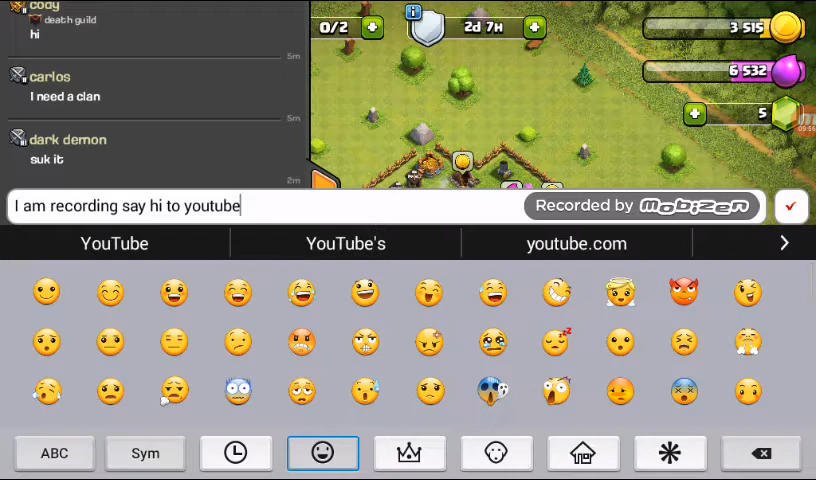 cody
death guild
hi
5m
carlos
I need a clan
5m
dark demon
suk it
2m
0/2
2d 7H
3 515
6 532
5
09:56
I am recording say hi to youtube
Recorded by mobizen
YouTube
YouTube's
youtube.com
ABC
Sym